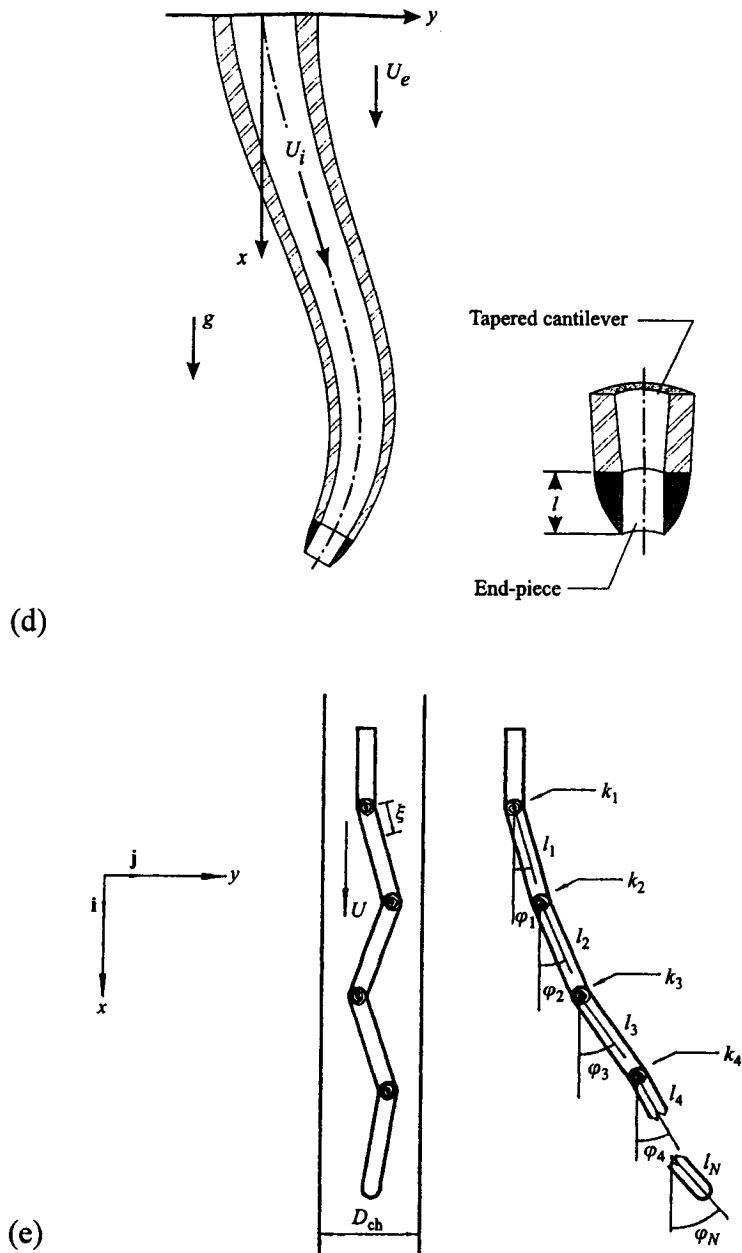 y
U_e
U_i
x
g
Tapered cantilever
l
End-piece
(d)
j
y
i
x
ξ
U
D_ch
k_1
l_1
k_2
φ_1
l_2
k_3
φ_2
l_3
k_4
φ_3
l_4
φ_4
l_N
φ_N
(e)